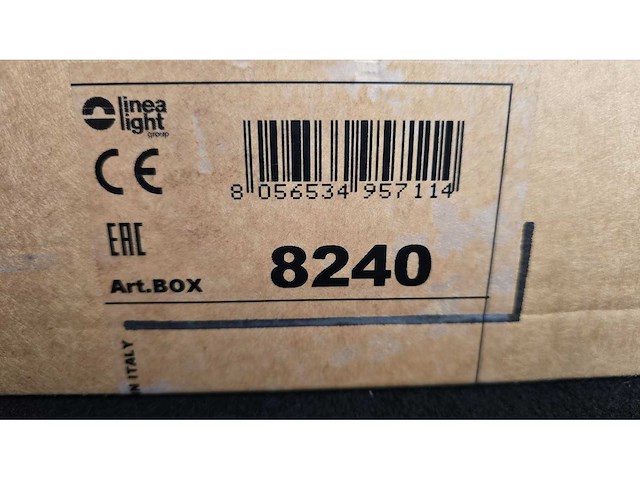 linea
light
group
CE
8 056534 957114
EAC
Art.BOX 8240
N ITALY